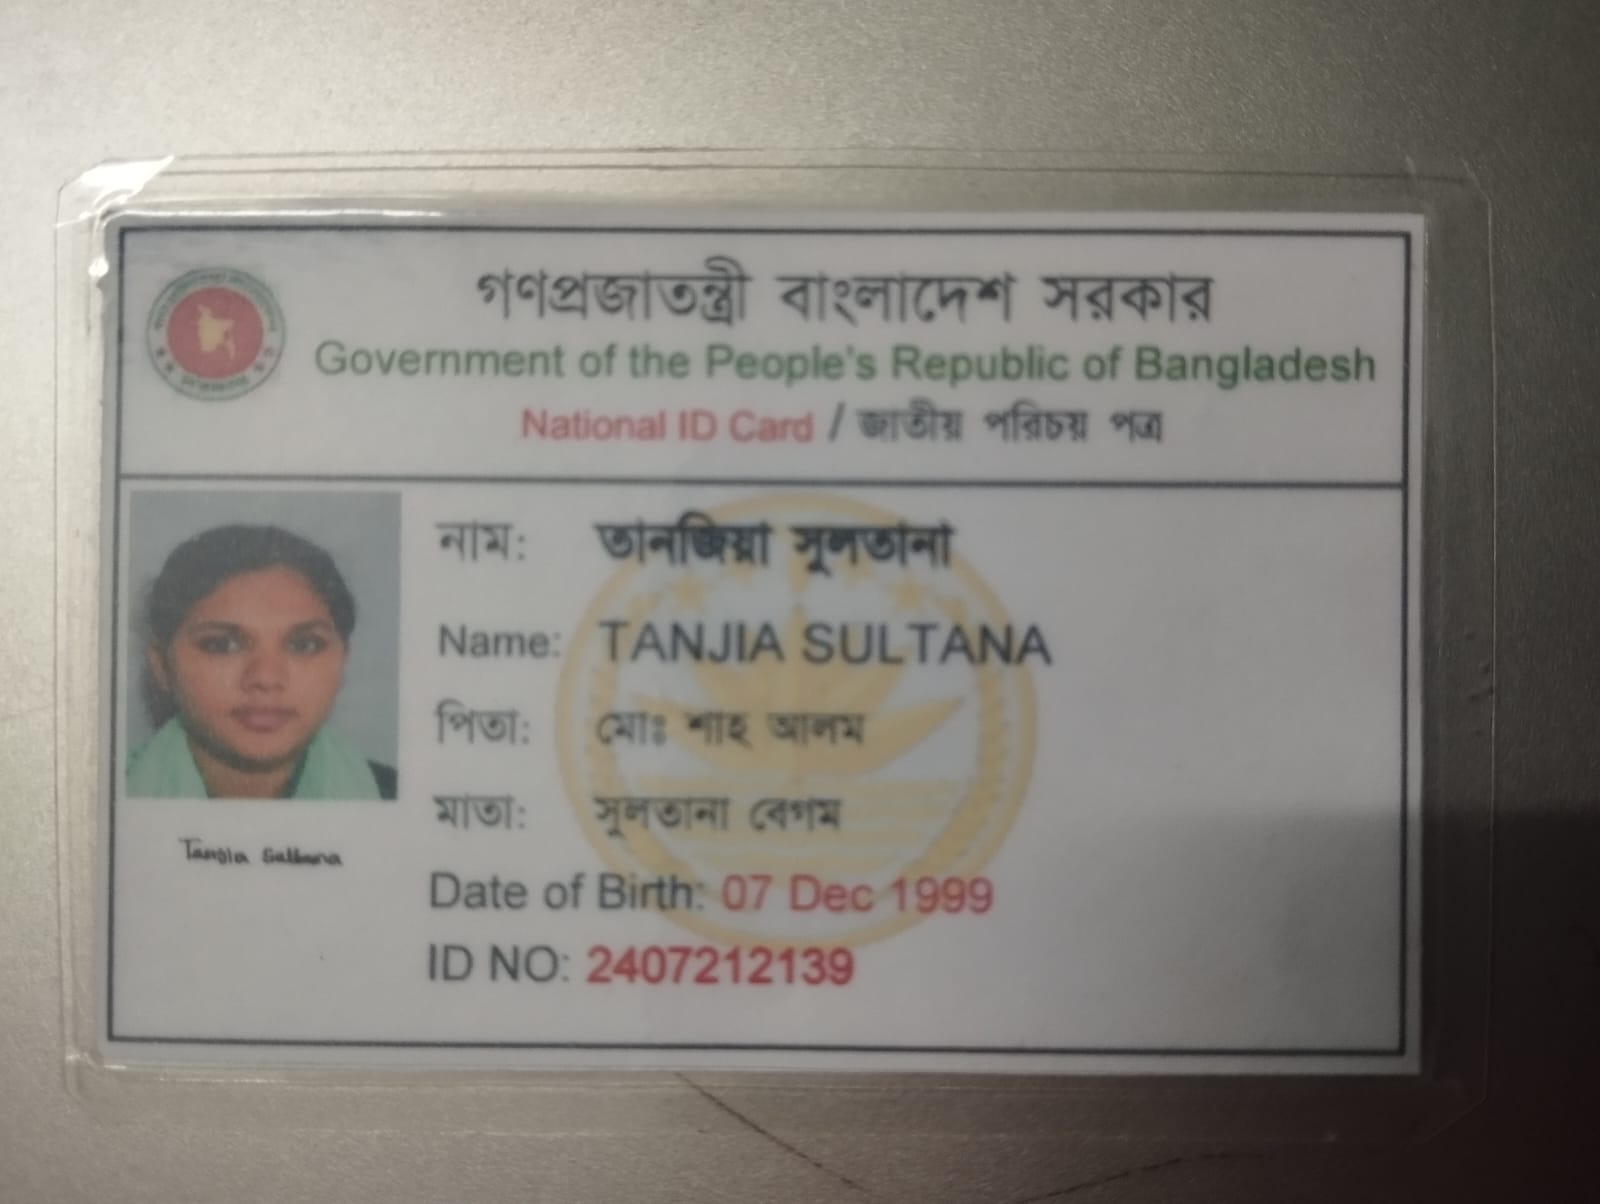 গণপ্রজাতন্ত্রী বাংলাদেশ সরকার
Government of the People's Republic of Bangladesh
National ID Card / জাতীয় পরিচয় পত্র
নাম: তানজিয়া সুলতানা
Name: TANJIA SULTANA
পিতা: মোঃ শাহ আলম
মাতা: সুলতানা বেগম
Tanjia Sultana
Date of Birth: 07 Dec 1999
ID NO: 2407212139